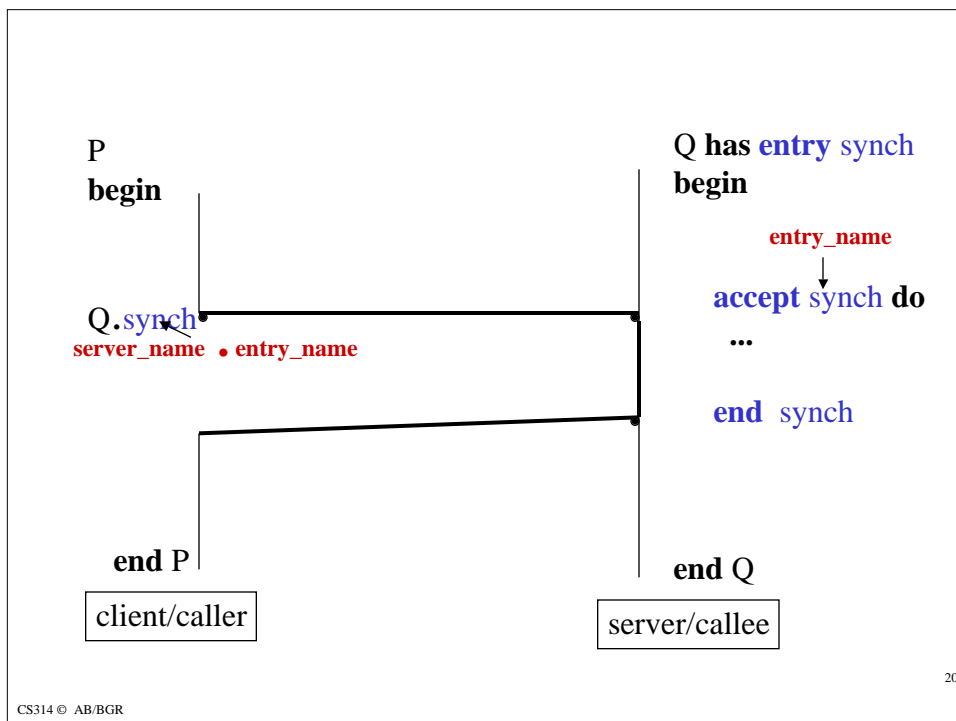 P
begin
Q.synch
server_name . entry_name
end P
client/caller
Q has entry synch
begin
entry_name
accept synch do
...
end synch
end Q
server/callee
20
CS314 © AB/BGR